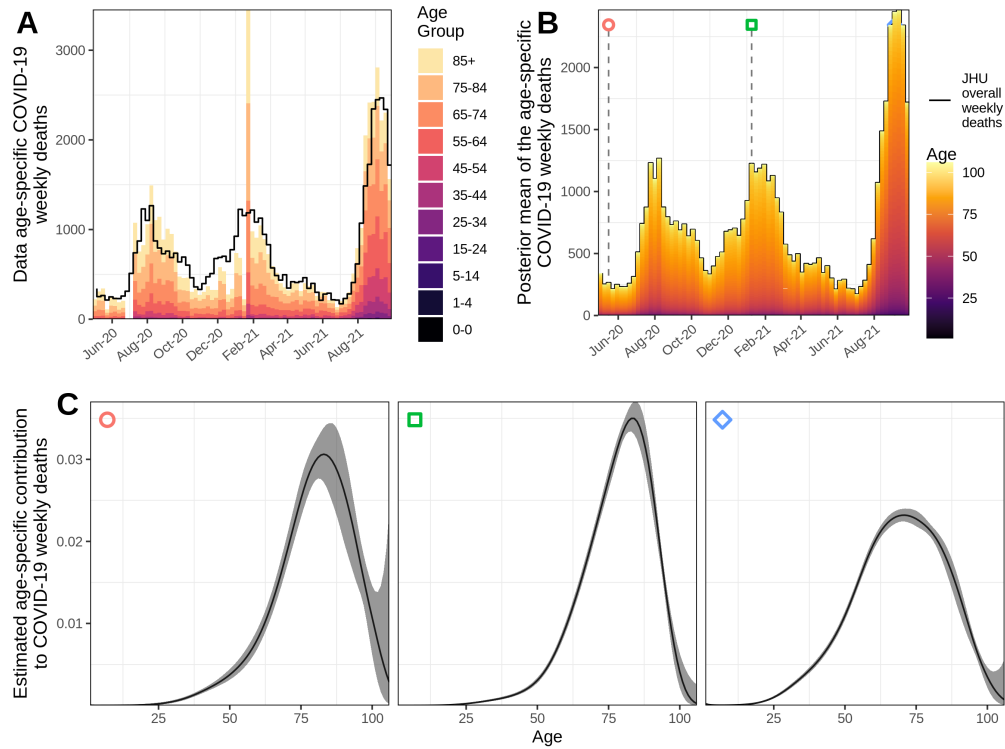 A
Data age-specific COVID-19
weekly deaths
3000
2000
1000
0
Jun-20
Aug-20
Oct-20
Dec-20
Feb-21
Apr-21
Jun-21
Aug-21
Age
Group
85+
75-84
65-74
55-64
45-54
35-44
25-34
15-24
5-14
1-4
0-0
B
Posterior mean of the age-specific
COVID-19 weekly deaths
2000
1500
1000
500
0
Jun-20
Aug-20
Oct-20
Dec-20
Feb-21
Apr-21
Jun-21
Aug-21
JHU
overall
weekly
deaths
Age
100
75
50
25
C
Estimated age-specific contribution
to COVID-19 weekly deaths
0.03
0.02
0.01
25
50
75
100
25
50
75
100
25
50
75
100
Age